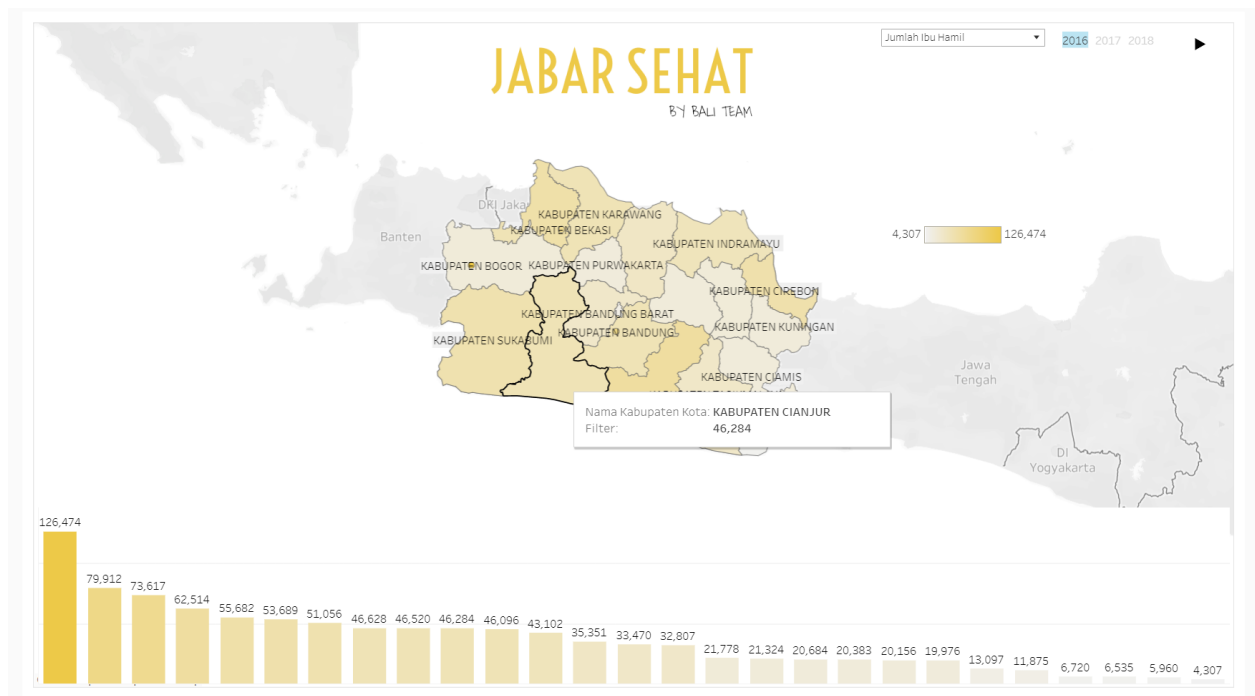 Jumlah Ibu Hamil
2016 2017 2018
JABAR SEHAT
BY BALI TEAM
DKI Jaka
KABUPATEN KARAWANG
KABUPATEN BEKASI
Banten
KABUPATEN INDRAMAYU
4,307 126,474
KABUPATEN BOGOR KABUPATEN PURWAKARTA
KABUPATEN CIREBON
KABUPATEN BANDUNG BARAT
KABUPATEN KUNINGAN
KABUPATEN BANDUNG
KABUPATEN SUKABUMI
Jawa
Tengah
KABUPATEN CIAMIS
Nama Kabupaten Kota: KABUPATEN CIANJUR
Filter: 46,284
DI
Yogyakarta
126,474
79,912
73,617
62,514
55,682
53,689
51,056
46,628
46,520
46,284
46,096
43,102
35,351
33,470
32,807
21,778
21,324
20,684
20,383
20,156
19,976
13,097
11,875
6,720
6,535
5,960
4,307